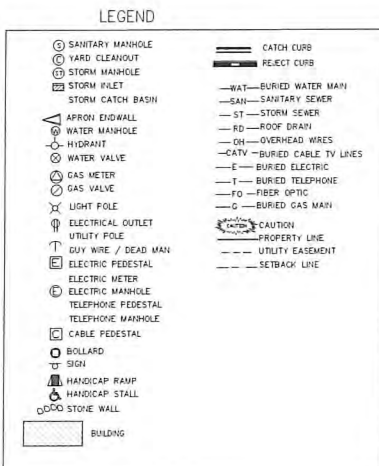 LEGEND
Ⓢ SANITARY MANHOLE
Ⓒ YARD CLEANOUT
ST STORM MANHOLE
STORM INLET
STORM CATCH BASIN
APRON ENDWALL
W WATER MANHOLE
HYDRANT
WATER VALVE
GAS METER
GAS VALVE
LIGHT POLE
ELECTRICAL OUTLET
UTILITY POLE
GUY WIRE / DEAD MAN
E ELECTRIC PEDESTAL
ELECTRIC METER
Ⓔ ELECTRIC MANHOLE
TELEPHONE PEDESTAL
TELEPHONE MANHOLE
C CABLE PEDESTAL
BOLLARD
SIGN
HANDICAP RAMP
HANDICAP STALL
STONE WALL
BUILDING
CATCH CURB
REJECT CURB
—WAT—BURIED WATER MAIN
—SAN—SANITARY SEWER
— ST —STORM SEWER
— RD —ROOF DRAIN
— OH—OVERHEAD WIRES
—CATV —BURIED CABLE TV LINES
—E—BURIED ELECTRIC
—T—BURIED TELEPHONE
—FO —FIBER OPTIC
—G —BURIED GAS MAIN
CAUTION CAUTION
PROPERTY LINE
UTILITY EASEMENT
SETBACK LINE